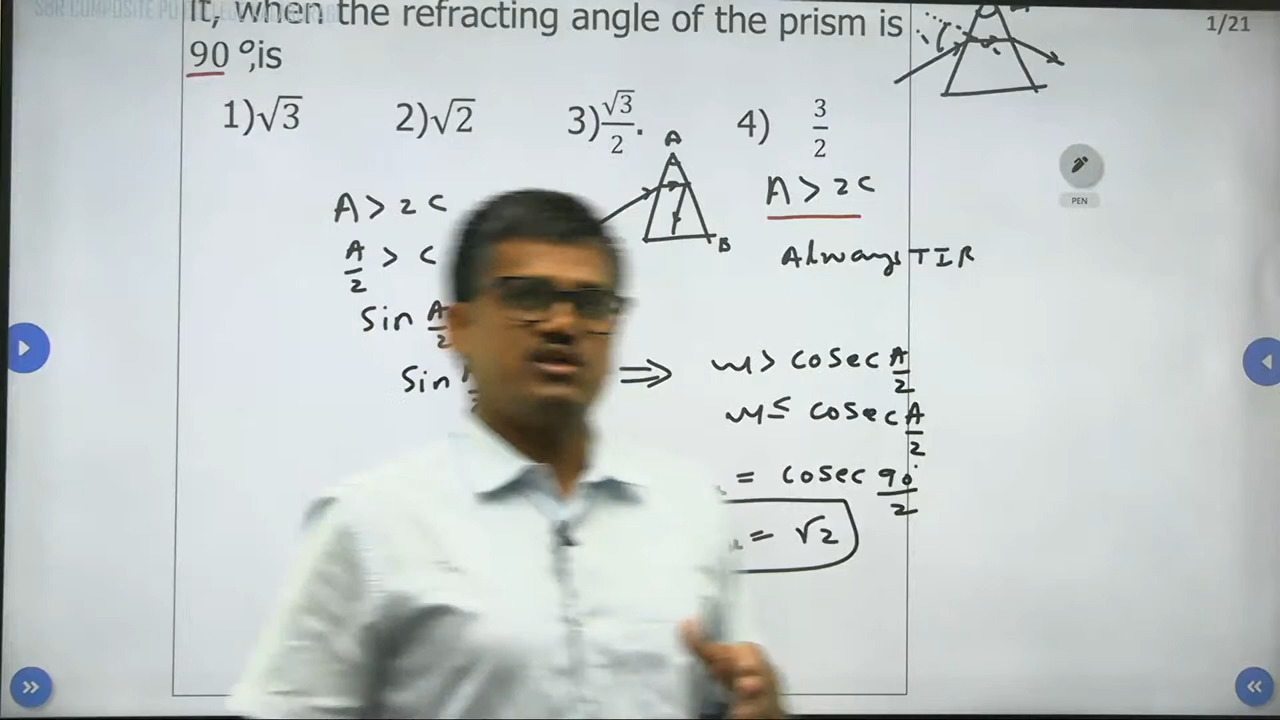 it, when the refracting angle of the prism is
90 °,is
1)√3 2)√2 3)√3/2. 4) 3/2
A
B
A > 2C
A/2 > C
Sin A/2
Sin
A > 2C
Always TIR
⇒ μ > cosec A/2
μ ≤ cosec A/2
= cosec 90°/2
= √2
1/21
PEN